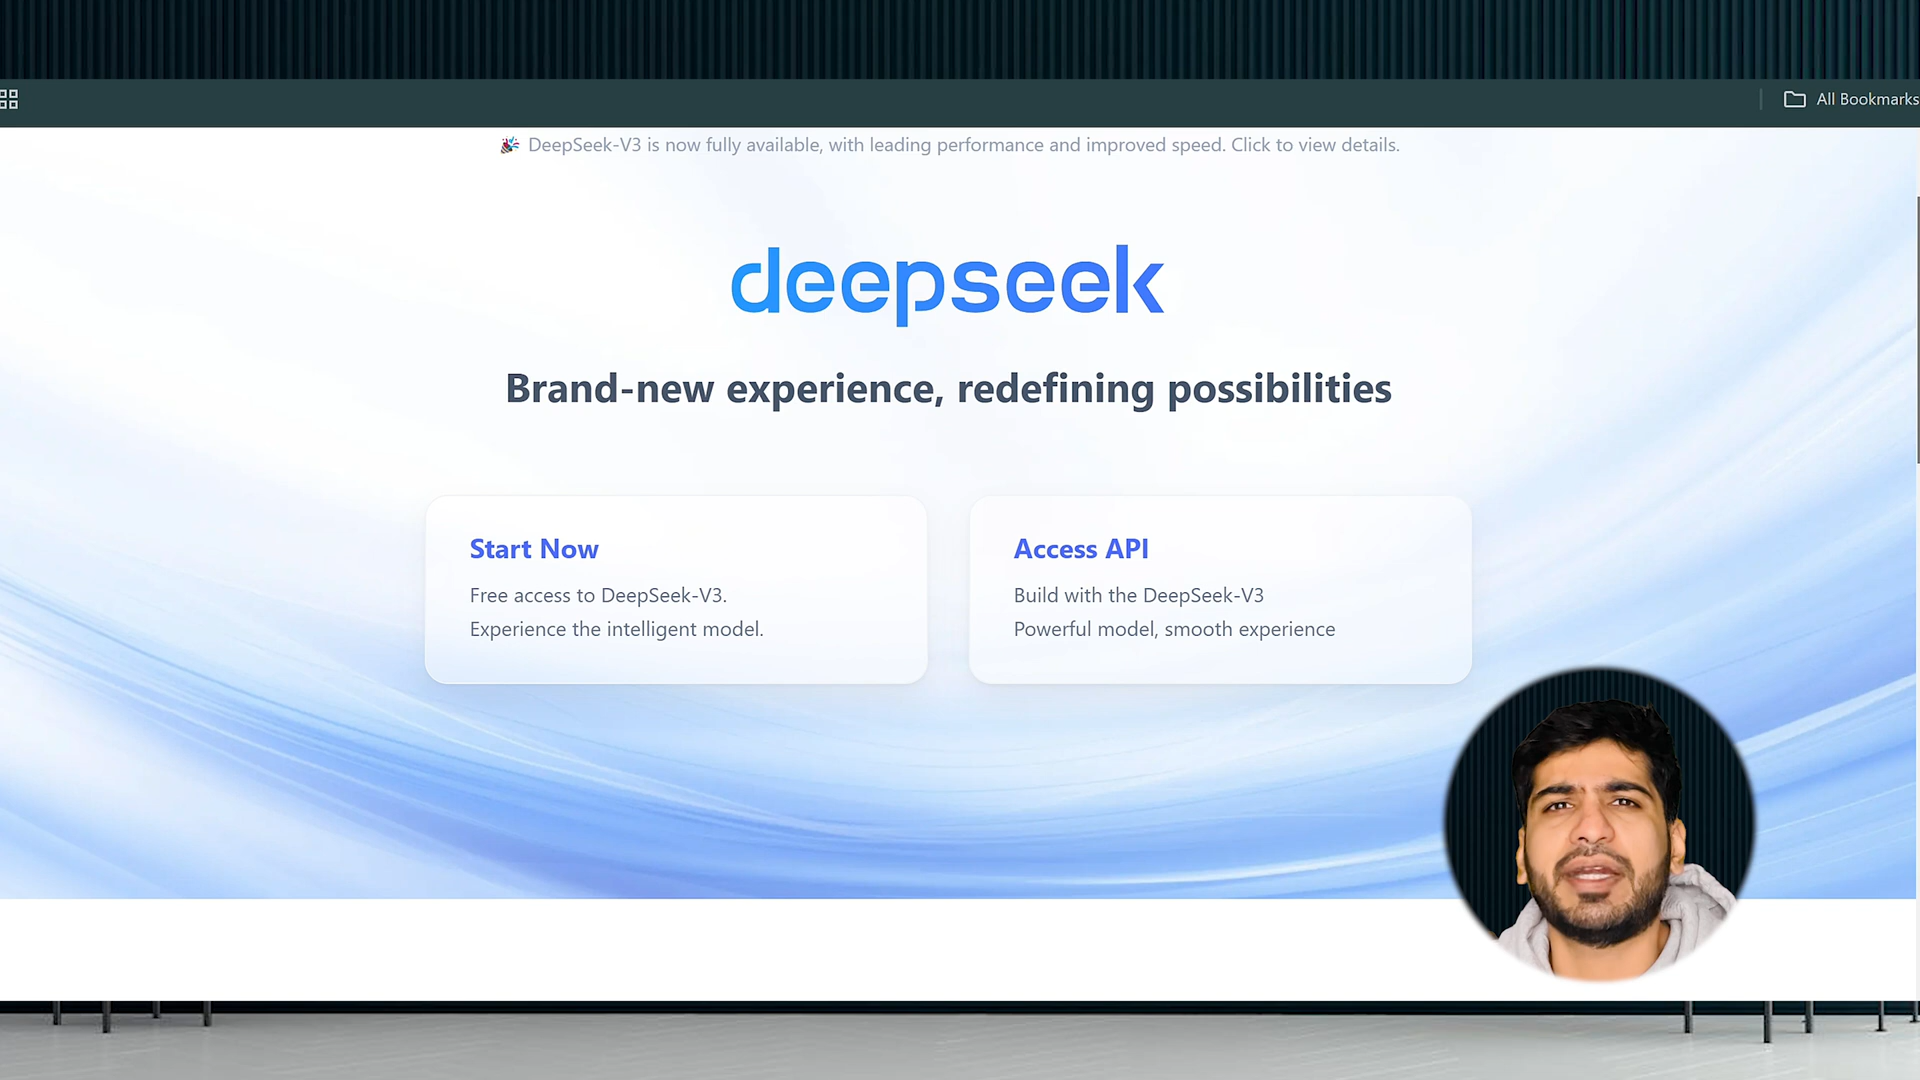 All Bookmarks
🎉 DeepSeek-V3 is now fully available, with leading performance and improved speed. Click to view details.
deepseek
Brand-new experience, redefining possibilities
Start Now
Free access to DeepSeek-V3.
Experience the intelligent model.
Access API
Build with the DeepSeek-V3
Powerful model, smooth experience